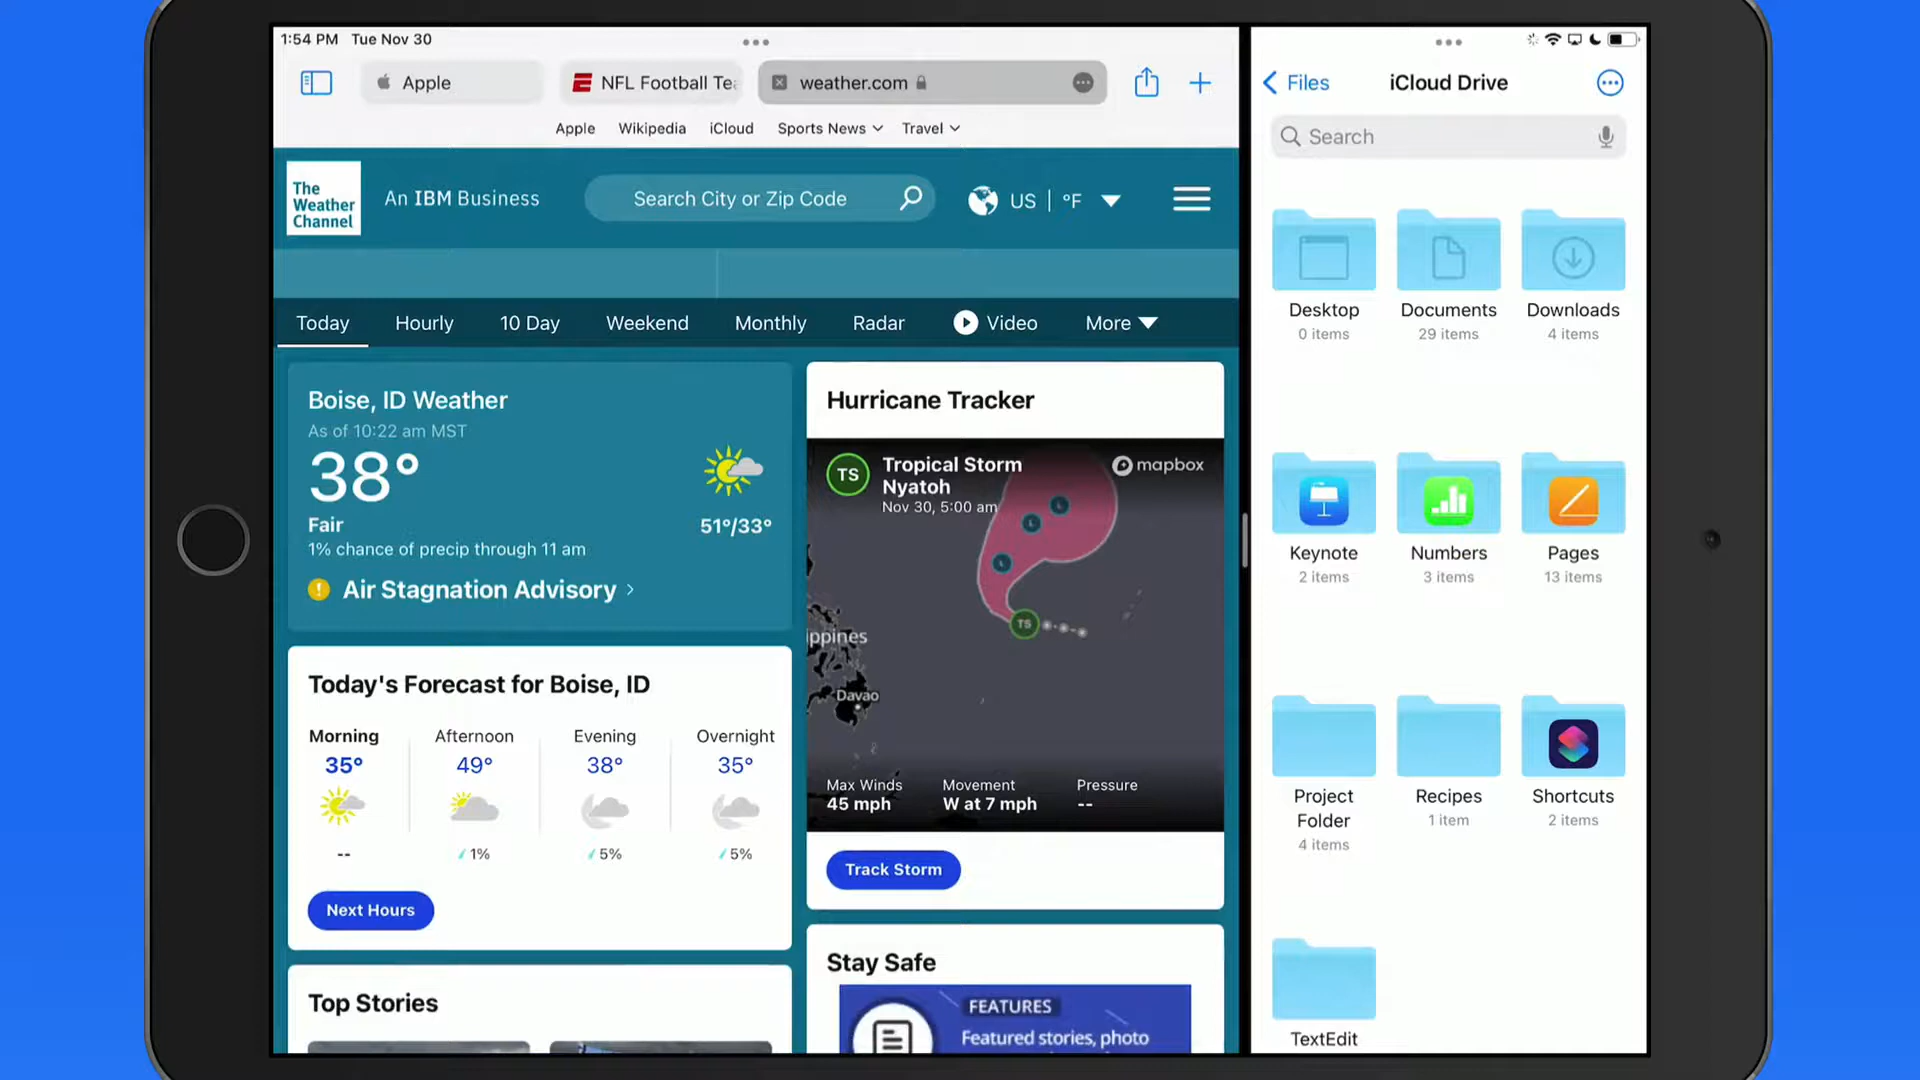 1:54 PM Tue Nov 30
Apple
NFL Football Tea
weather.com
Apple Wikipedia iCloud Sports News Travel
The
Weather
Channel
An IBM Business
Search City or Zip Code
US | °F
Today Hourly 10 Day Weekend Monthly Radar Video More
Boise, ID Weather
As of 10:22 am MST
38°
Fair
51°/33°
1% chance of precip through 11 am
Air Stagnation Advisory
Today's Forecast for Boise, ID
Morning Afternoon Evening Overnight
35° 49° 38° 35°
-- 1% 5% 5%
Next Hours
Top Stories
Hurricane Tracker
TS
Tropical Storm
Nyatoh
Nov 30, 5:00 am
mapbox
L
L
L
TS
ippines
Davao
Max Winds Movement Pressure
45 mph W at 7 mph --
Track Storm
Stay Safe
FEATURES
Featured stories, photo
Files
iCloud Drive
Search
Desktop Documents Downloads
0 items 29 items 4 items
Keynote Numbers Pages
2 items 3 items 13 items
Project
Folder
4 items
Recipes
1 item
Shortcuts
2 items
TextEdit